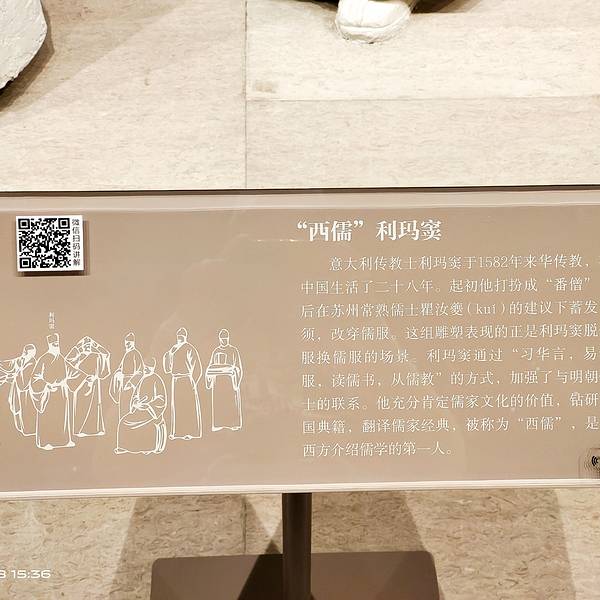 微信扫码讲解
利玛窦
“西儒”利玛窦
意大利传教士利玛窦于1582年来华传教，
中国生活了二十八年。起初他打扮成“番僧”
后在苏州常熟儒士瞿汝夔（kuí）的建议下蓄发
须，改穿儒服。这组雕塑表现的正是利玛窦脱
服换儒服的场景。利玛窦通过“习华言，易
服，读儒书，从儒教”的方式，加强了与明朝
士的联系。他充分肯定儒家文化的价值，钻研
国典籍，翻译儒家经典，被称为“西儒”，是
西方介绍儒学的第一人。
15:36